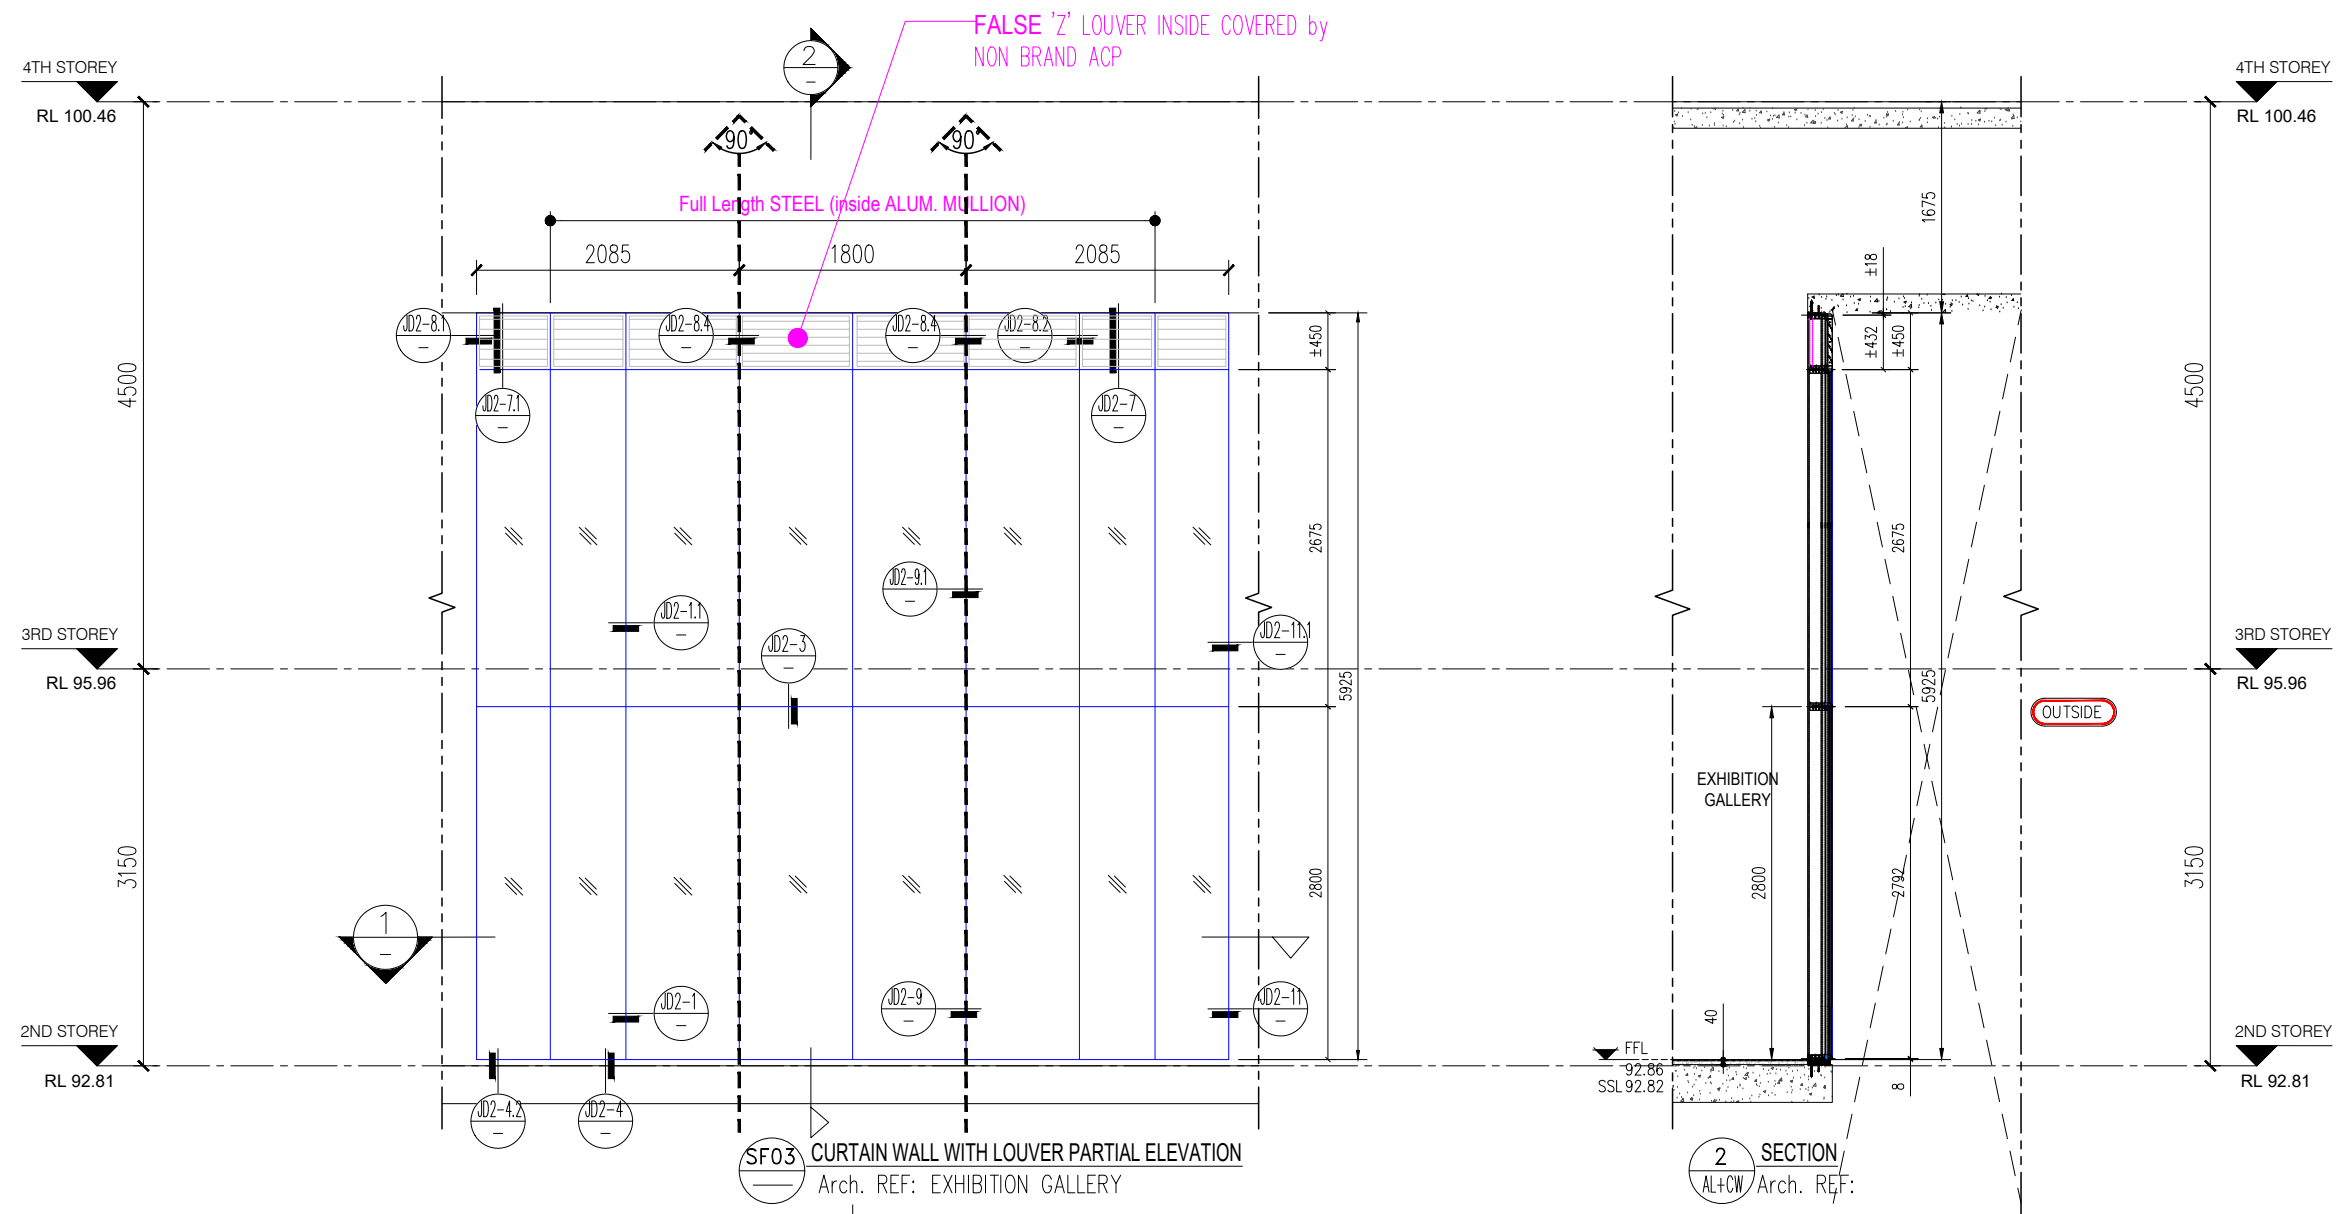 FALSE 'Z' LOUVER INSIDE COVERED by
NON BRAND ACP
2
–
4TH STOREY
RL 100.46
4TH STOREY
RL 100.46
90°
90°
Full Length STEEL (inside ALUM. MULLION)
2085
1800
2085
1675
±18
JD2-8.1
–
JD2-8.4
–
JD2-8.4
–
JD2-8.2
–
±450
±432
±450
JD2-7.1
–
JD2-7
–
4500
4500
2675
2675
JD2-9.1
–
JD2-1.1
–
JD2-3
–
JD2-11.1
–
3RD STOREY
RL 95.96
3RD STOREY
RL 95.96
5925
5925
OUTSIDE
EXHIBITION
GALLERY
3150
2800
2800
2792
3150
1
–
JD2-1
–
JD2-9
–
JD2-11
–
40
2ND STOREY
RL 92.81
2ND STOREY
RL 92.81
FFL
92.86
SSL 92.82
8
JD2-4.2
–
JD2-4
–
SF03
CURTAIN WALL WITH LOUVER PARTIAL ELEVATION
Arch. REF: EXHIBITION GALLERY
2
AL+CW
SECTION
Arch. REF: